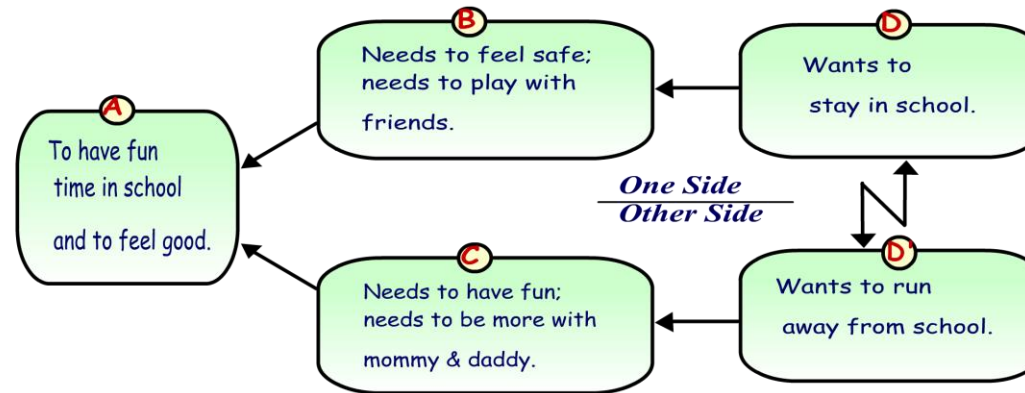 A
To have fun
time in school
and to feel good.
B
Needs to feel safe;
needs to play with
friends.
D
Wants to
stay in school.
One Side
Other Side
C
Needs to have fun;
needs to be more with
mommy & daddy.
D'
Wants to run
away from school.